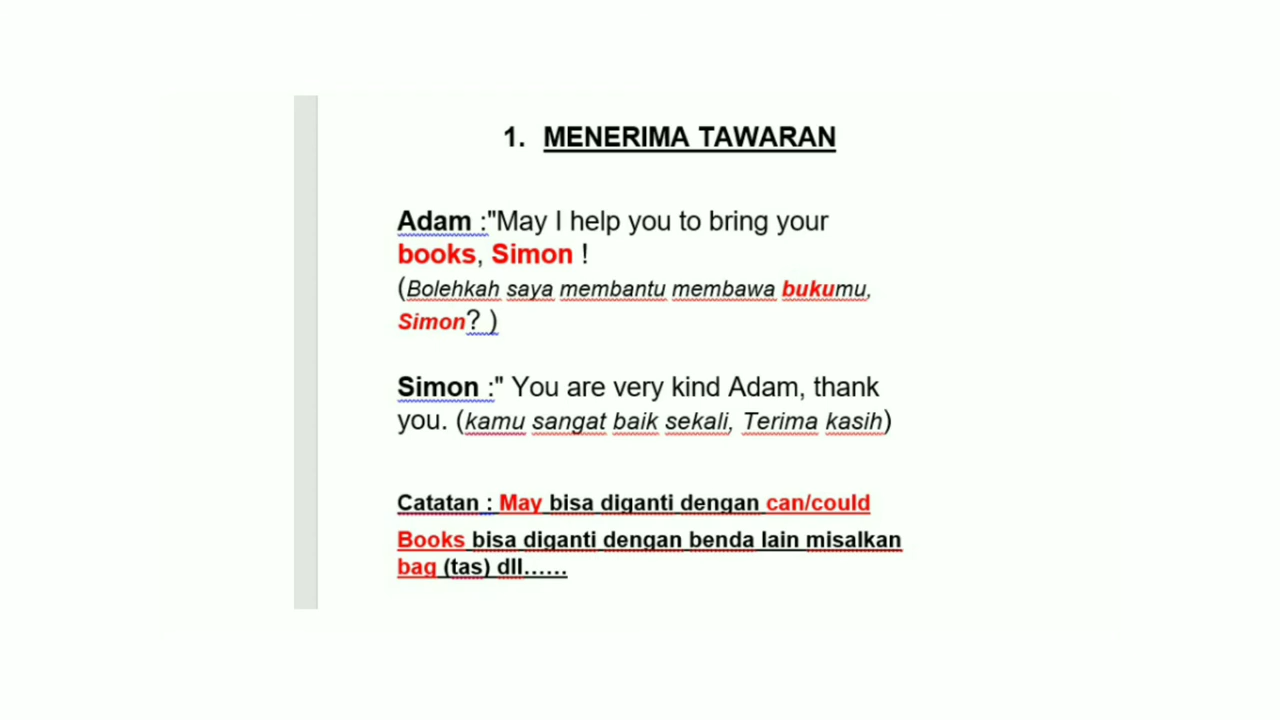 1. MENERIMA TAWARAN
Adam :"May I help you to bring your
books, Simon !
(Bolehkah saya membantu membawa bukumu,
Simon? )
Simon :" You are very kind Adam, thank
you. (kamu sangat baik sekali, Terima kasih)
Catatan : May bisa diganti dengan can/could
Books bisa diganti dengan benda lain misalkan
bag (tas) dll……